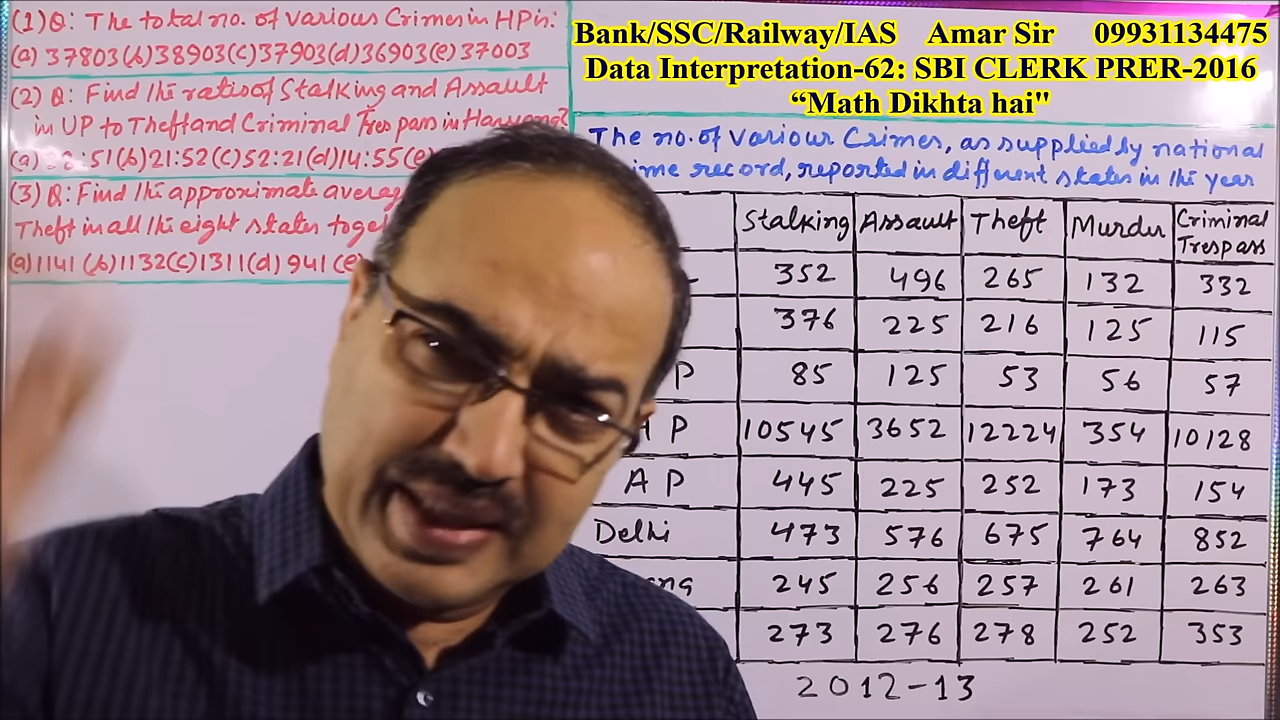 (1) Q: The total no. of various Crimes in HP is:
(a) 37803 (b) 38903 (c) 37903 (d) 36903 (e) 37003
(2) Q: Find the ratio of Stalking and Assault
in UP to Theft and Criminal Trespass in Haryana?
:51 (b) 21:52 (c) 52:21 (d) 14:55 (e)
(3) Q: Find the approximate averag
Theft in all the eight states toge
(a) 1141 (b) 1132 (c) 1311 (d) 941 (e)
Bank/SSC/Railway/IAS Amar Sir 09931134475
Data Interpretation-62: SBI CLERK PRER-2016
“Math Dikhta hai"
The no. of various Crimes, as supplied by national
ime record, reported in different states in the year
Stalking Assault Theft Murder Criminal Trespass
352 496 265 132 332
376 225 216 125 115
P 85 125 53 56 57
P 10545 3652 12224 354 10128
A P 445 225 252 173 154
Delhi 473 576 675 764 852
ang 245 256 257 261 263
273 276 278 252 353
2012-13